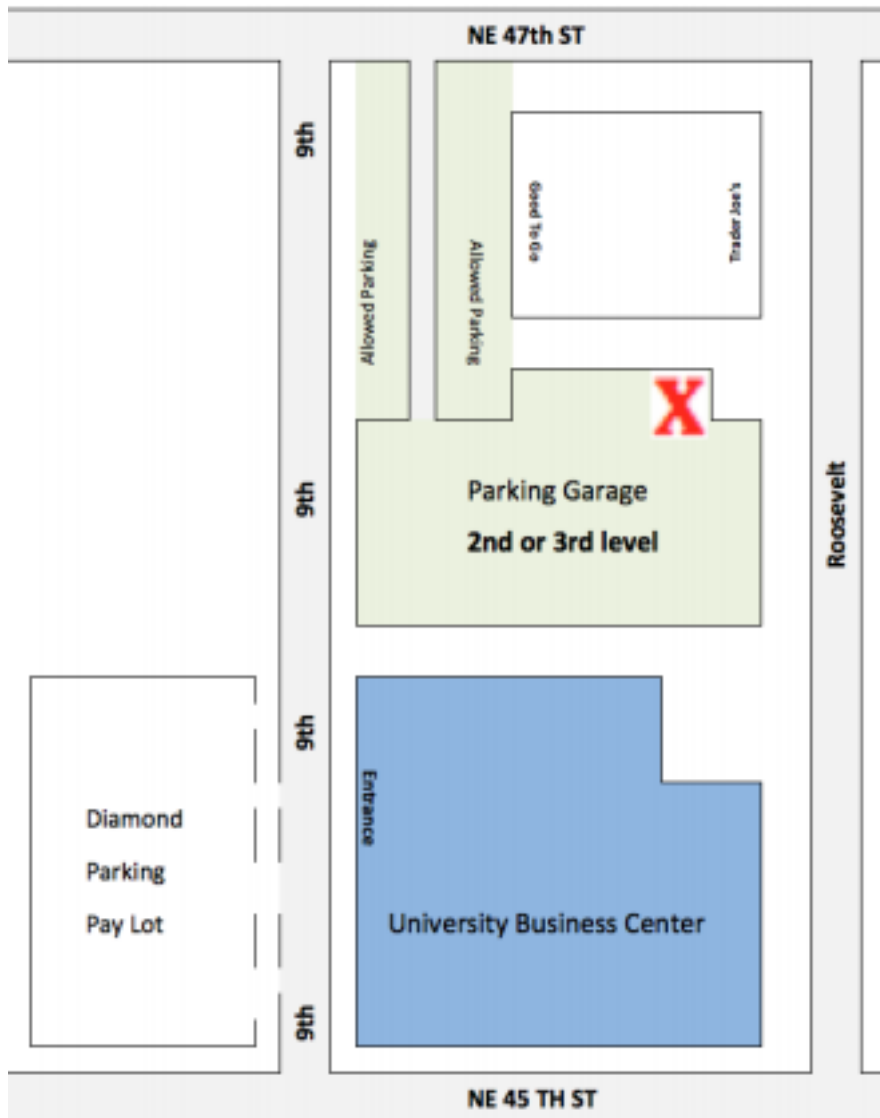 NE 47th ST
9th
Good To Go
Trader Joe's
Allowed Parking
Allowed Parking
X
9th
Parking Garage
2nd or 3rd level
Roosevelt
9th
Entrance
Diamond
Parking
Pay Lot
University Business Center
9th
NE 45 TH ST